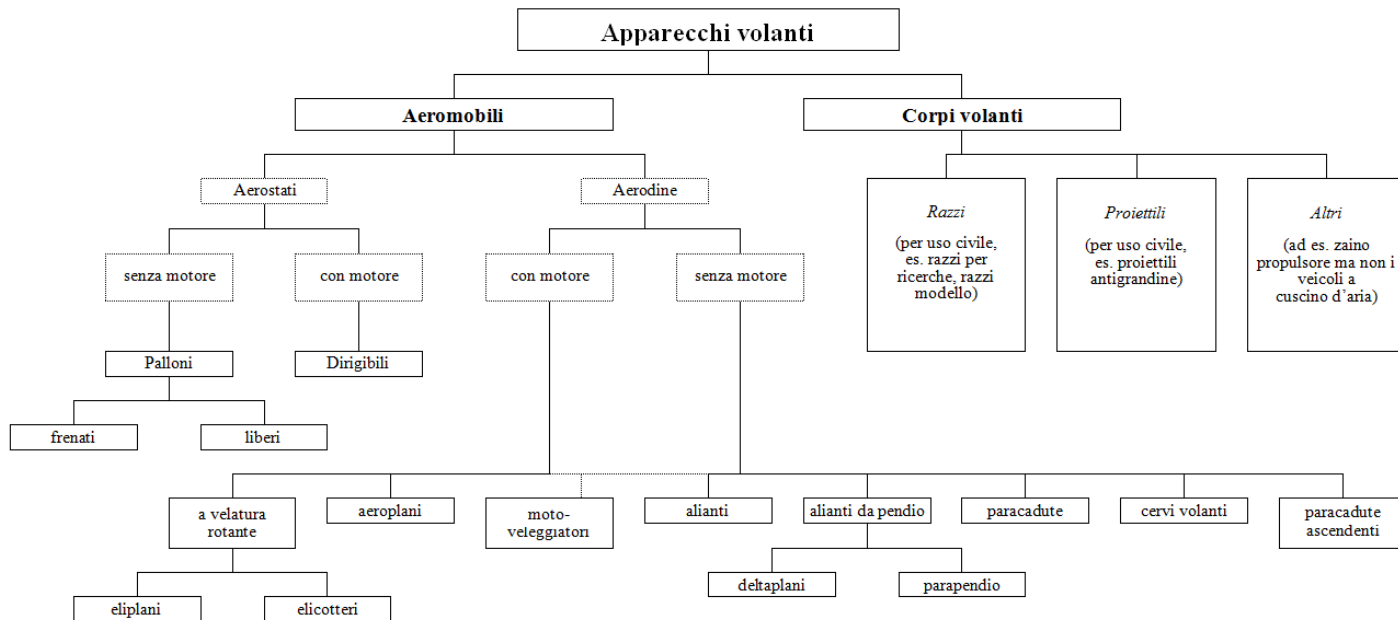 Apparecchi volanti
Aeromobili
Corpi volanti
Aerostati
Aerodine
Razzi
(per uso civile,
es. razzi per
ricerche, razzi
modello)
Proiettili
(per uso civile,
es. proiettili
antigrandine)
Altri
(ad es. zaino
propulsore ma non i
veicoli a
cuscino d'aria)
senza motore
con motore
con motore
senza motore
Palloni
Dirigibili
frenati
liberi
a velatura
rotante
aeroplani
moto-
veleggiatori
alianti
alianti da pendio
paracadute
cervi volanti
paracadute
ascendenti
deltaplani
parapendio
eliplani
elicotteri